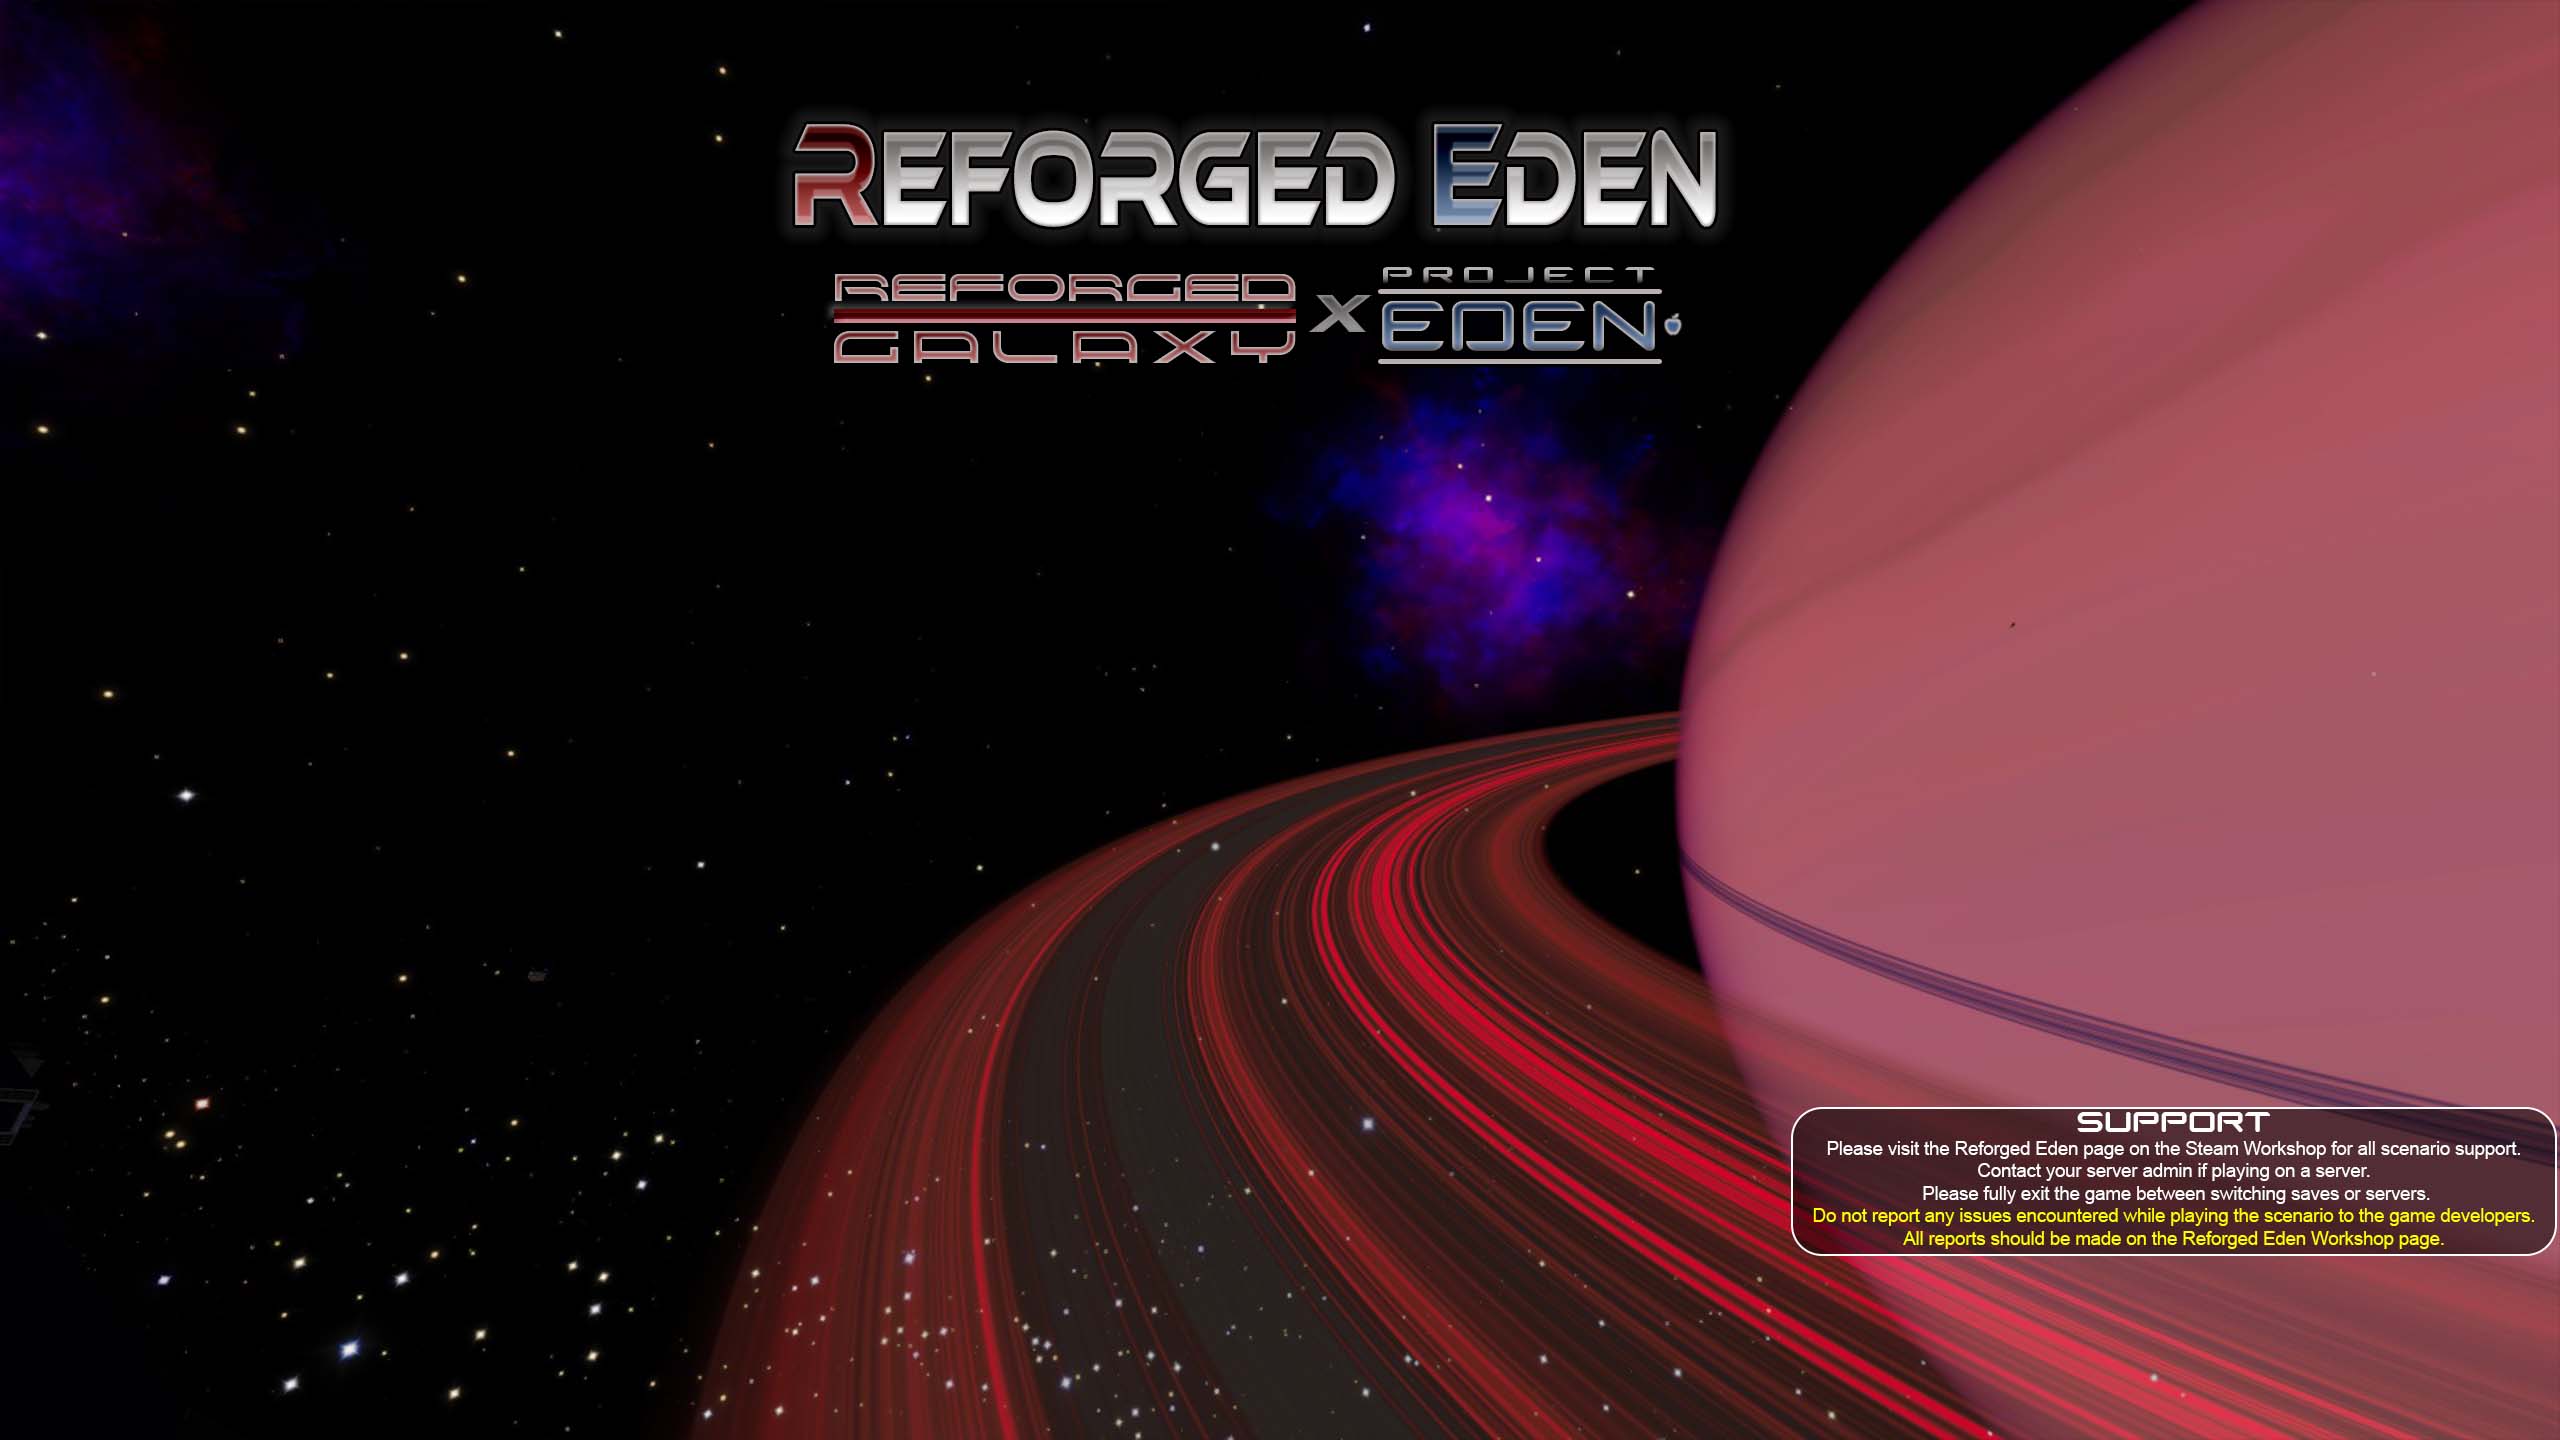 REFORGED EDEN
REFORGED
GALAXY
X
PROJECT
EDEN
SUPPORT
Please visit the Reforged Eden page on the Steam Workshop for all scenario support.
Contact your server admin if playing on a server.
Please fully exit the game between switching saves or servers.
Do not report any issues encountered while playing the scenario to the game developers.
All reports should be made on the Reforged Eden Workshop page.